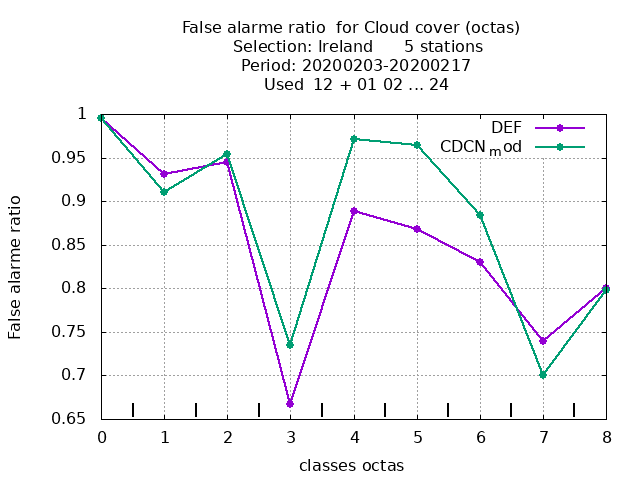 False alarme ratio  for Cloud cover (octas)
Selection: Ireland      5 stations
Period: 20200203-20200217
Used  12 + 01 02 ... 24
DEF
CDCN_mod
1
0.95
0.9
0.85
0.8
0.75
0.7
0.65
False alarme ratio
0 1 2 3 4 5 6 7 8
classes octas